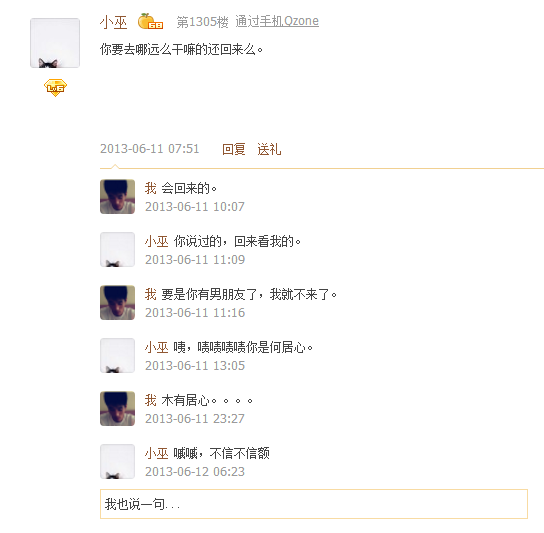 小巫 第1305楼 通过手机Qzone
你要去哪远么干嘛的还回来么。
LV6
2013-06-11 07:51 回复 送礼
我 会回来的。
2013-06-11 10:07
小巫 你说过的，回来看我的。
2013-06-11 11:09
我 要是你有男朋友了，我就不来了。
2013-06-11 11:16
小巫 咦，啧啧啧啧你是何居心。
2013-06-11 13:05
我 木有居心。。。。
2013-06-11 23:27
小巫 嘁嘁，不信不信额
2013-06-12 06:23
我也说一句...